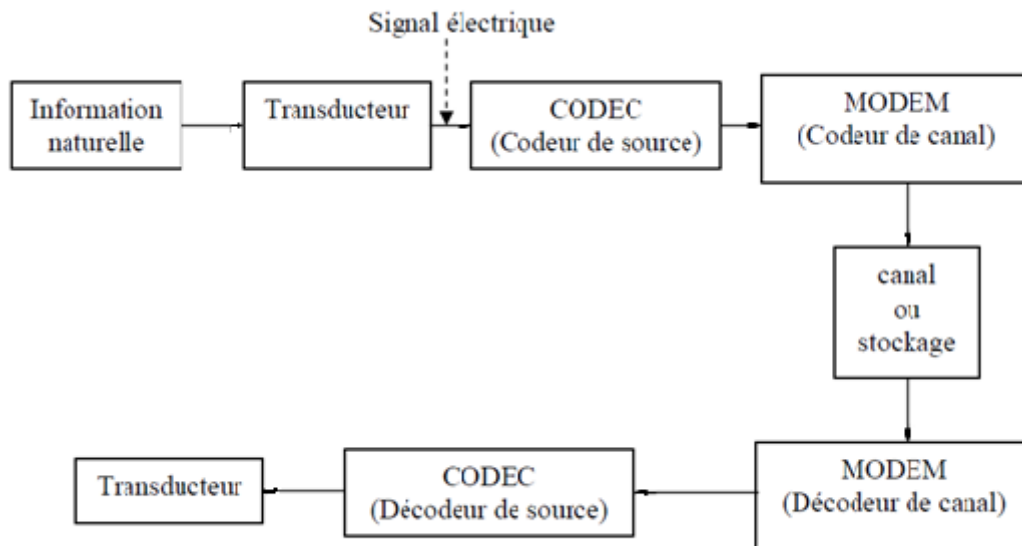 Signal électrique
Information
naturelle
Transducteur
CODEC
(Codeur de source)
MODEM
(Codeur de canal)
canal
ou
stockage
MODEM
(Décodeur de canal)
CODEC
(Décodeur de source)
Transducteur